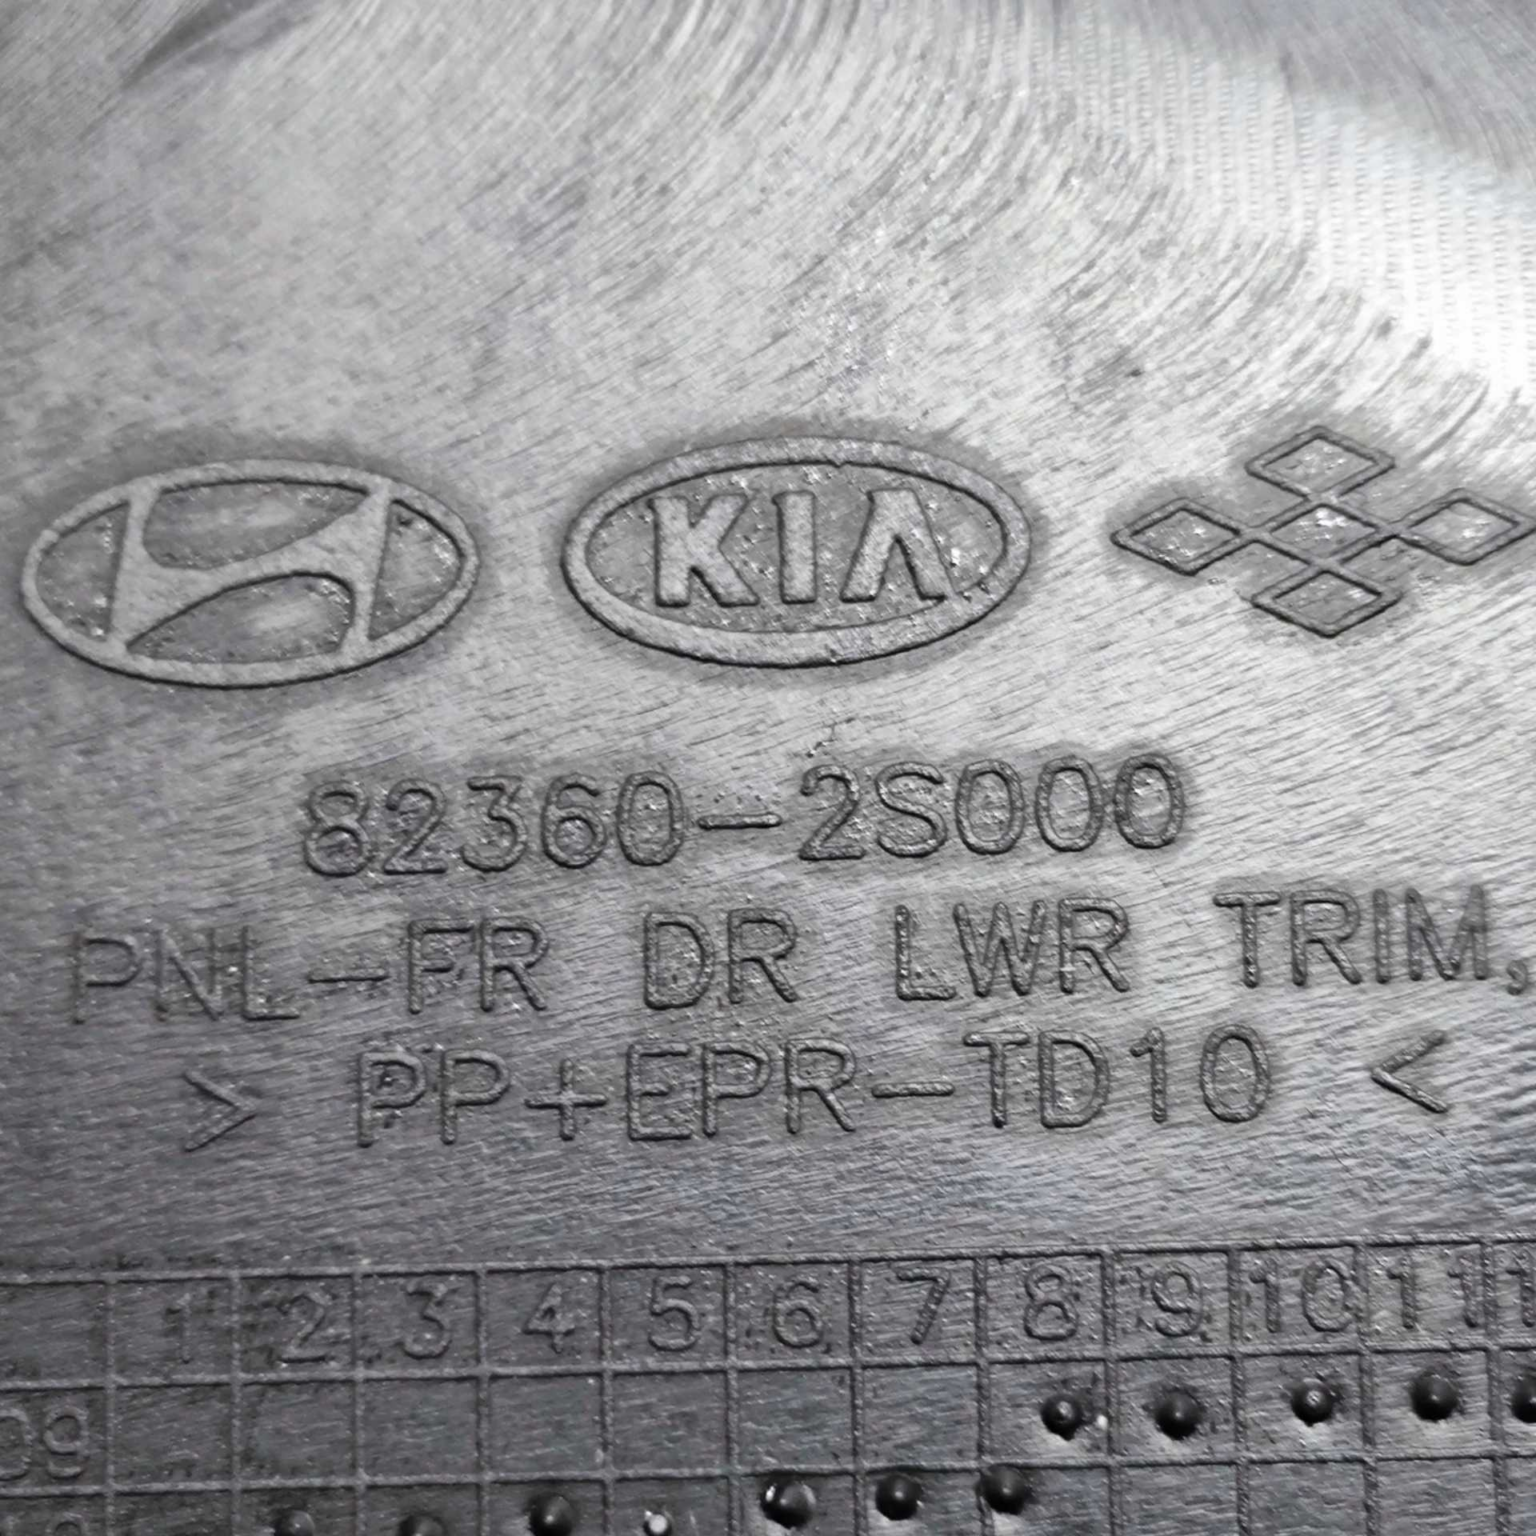 KIA
82360-2S000
PNL-FR DR LWR TRIM,
> PP+EPR-TD10 <
1 2 3 4 5 6 7 8 9 10 11
09